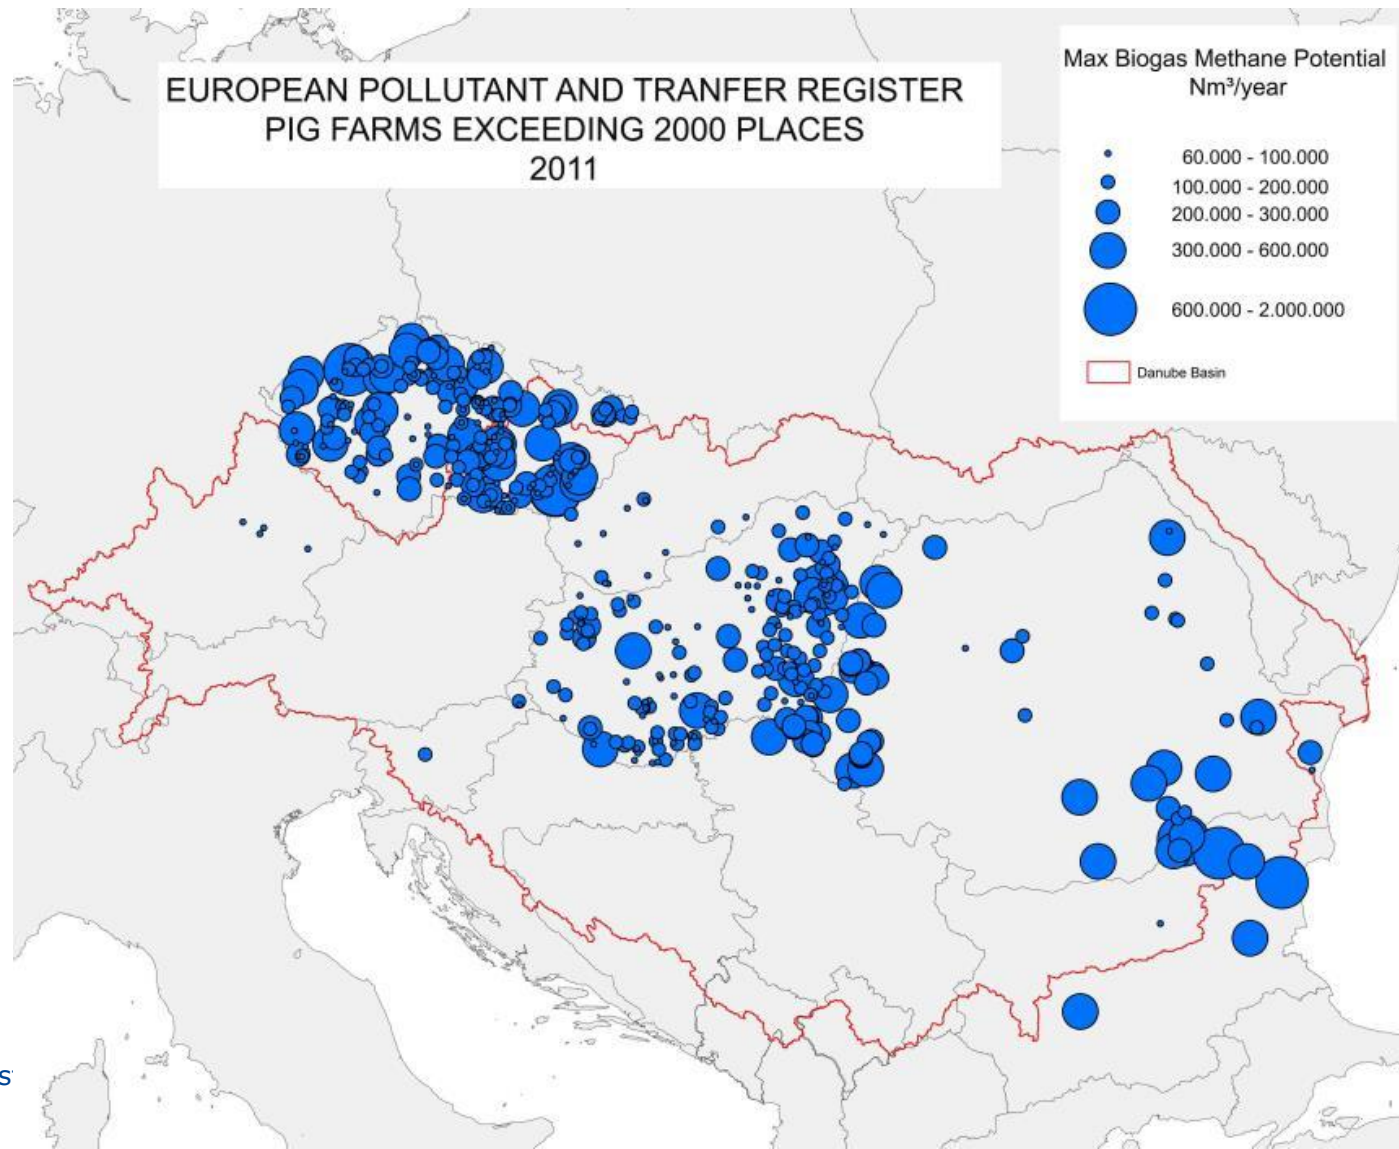 EUROPEAN POLLUTANT AND TRANFER REGISTER
PIG FARMS EXCEEDING 2000 PLACES
2011
Max Biogas Methane Potential
Nm³/year
60.000 - 100.000
100.000 - 200.000
200.000 - 300.000
300.000 - 600.000
600.000 - 2.000.000
Danube Basin